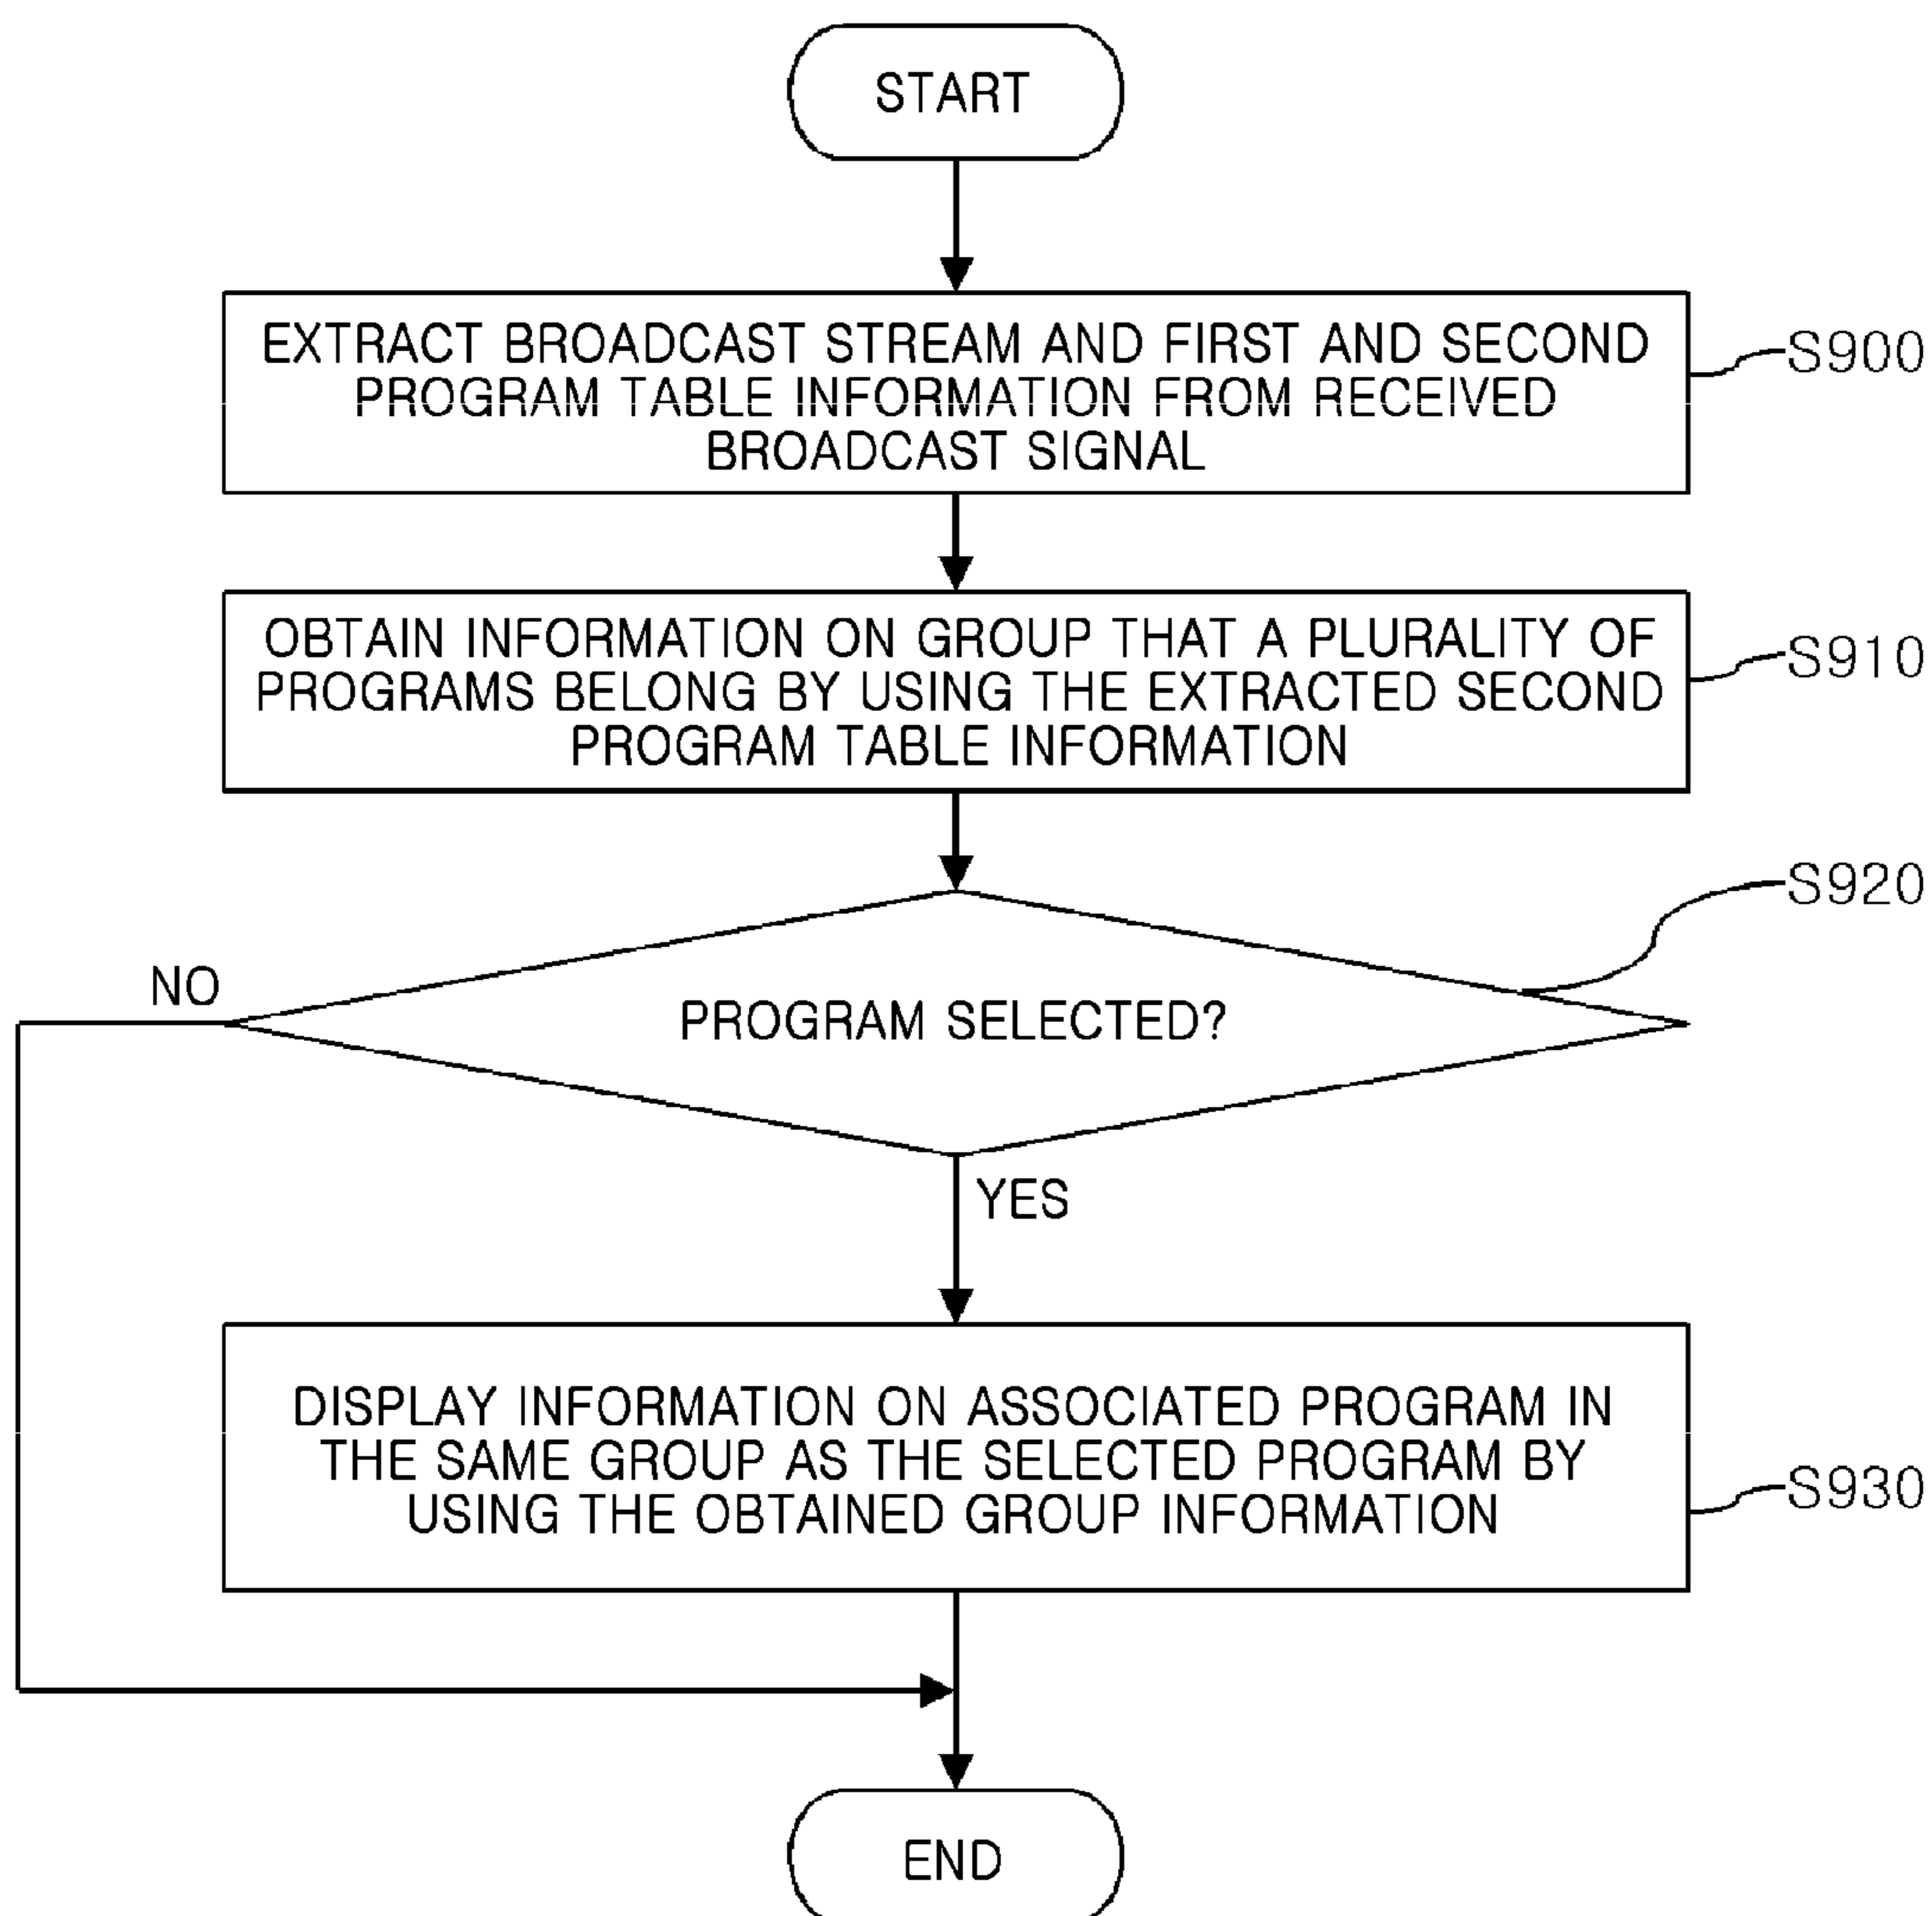 START
EXTRACT BROADCAST STREAM AND FIRST AND SECOND
PROGRAM TABLE INFORMATION FROM RECEIVED
BROADCAST SIGNAL
S900
OBTAIN INFORMATION ON GROUP THAT A PLURALITY OF
PROGRAMS BELONG BY USING THE EXTRACTED SECOND
PROGRAM TABLE INFORMATION
S910
S920
NO
PROGRAM SELECTED?
YES
DISPLAY INFORMATION ON ASSOCIATED PROGRAM IN
THE SAME GROUP AS THE SELECTED PROGRAM BY
USING THE OBTAINED GROUP INFORMATION
S930
END